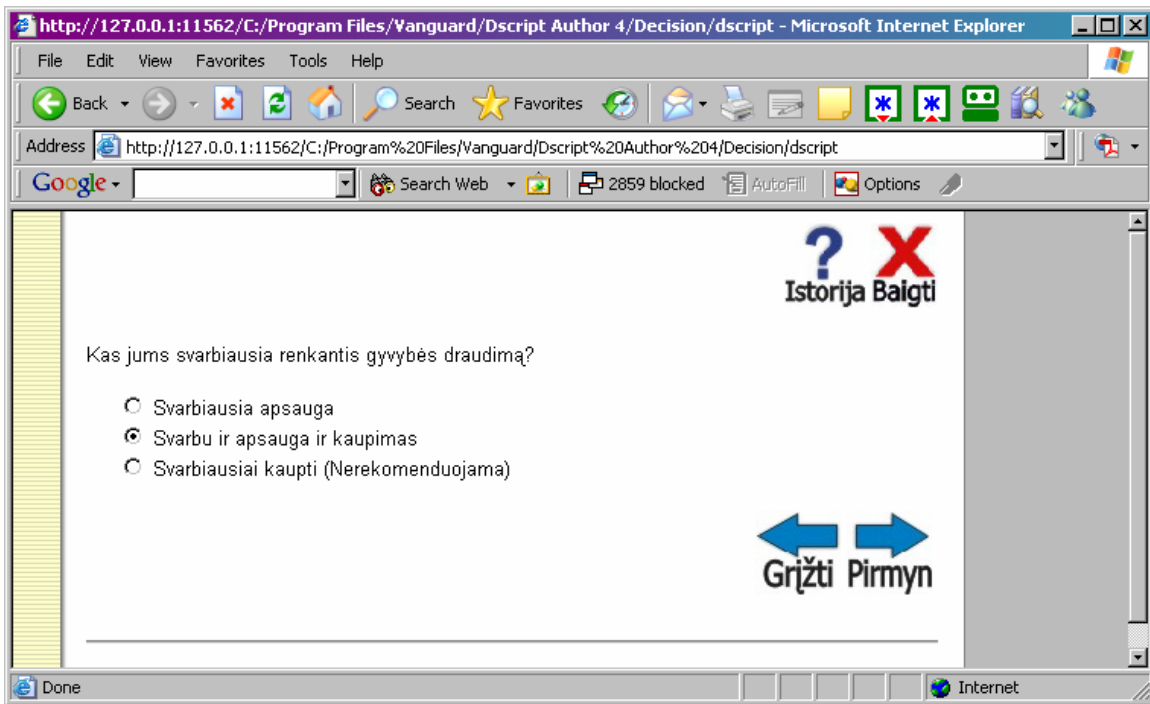 http://127.0.0.1:11562/C:/Program Files/Vanguard/Dscript Author 4/Decision/dscript - Microsoft Internet Explorer
File Edit View Favorites Tools Help
Back Search Favorites
Address http://127.0.0.1:11562/C:/Program%20Files/Vanguard/Dscript%20Author%204/Decision/dscript
Google Search Web 2859 blocked AutoFill Options
Istorija Baigti
Kas jums svarbiausia renkantis gyvybės draudimą?
Svarbiausia apsauga
Svarbu ir apsauga ir kaupimas
Svarbiausiai kaupti (Nerekomenduojama)
Grįžti Pirmyn
Done Internet